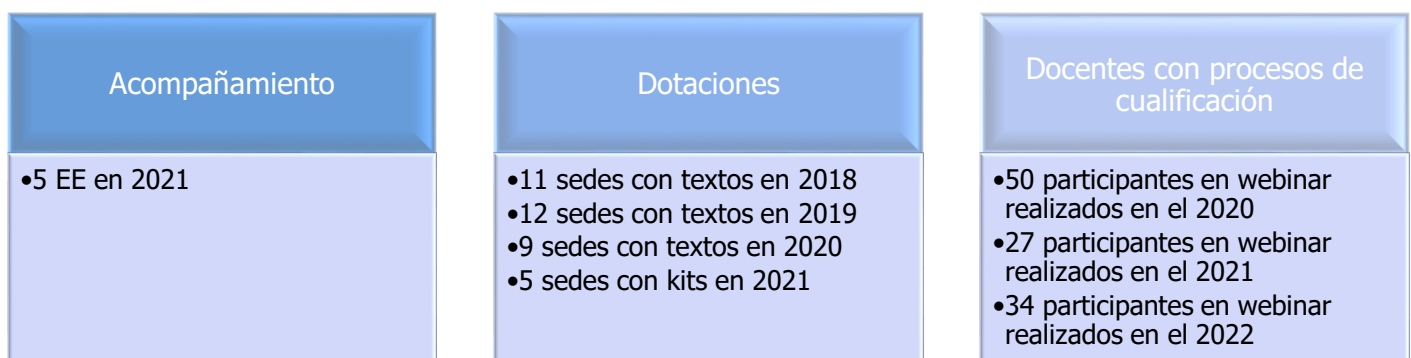 Acompañamiento
•5 EE en 2021
Dotaciones
•11 sedes con textos en 2018
•12 sedes con textos en 2019
•9 sedes con textos en 2020
•5 sedes con kits en 2021
Docentes con procesos de
cualificación
•50 participantes en webinar
realizados en el 2020
•27 participantes en webinar
realizados en el 2021
•34 participantes en webinar
realizados en el 2022